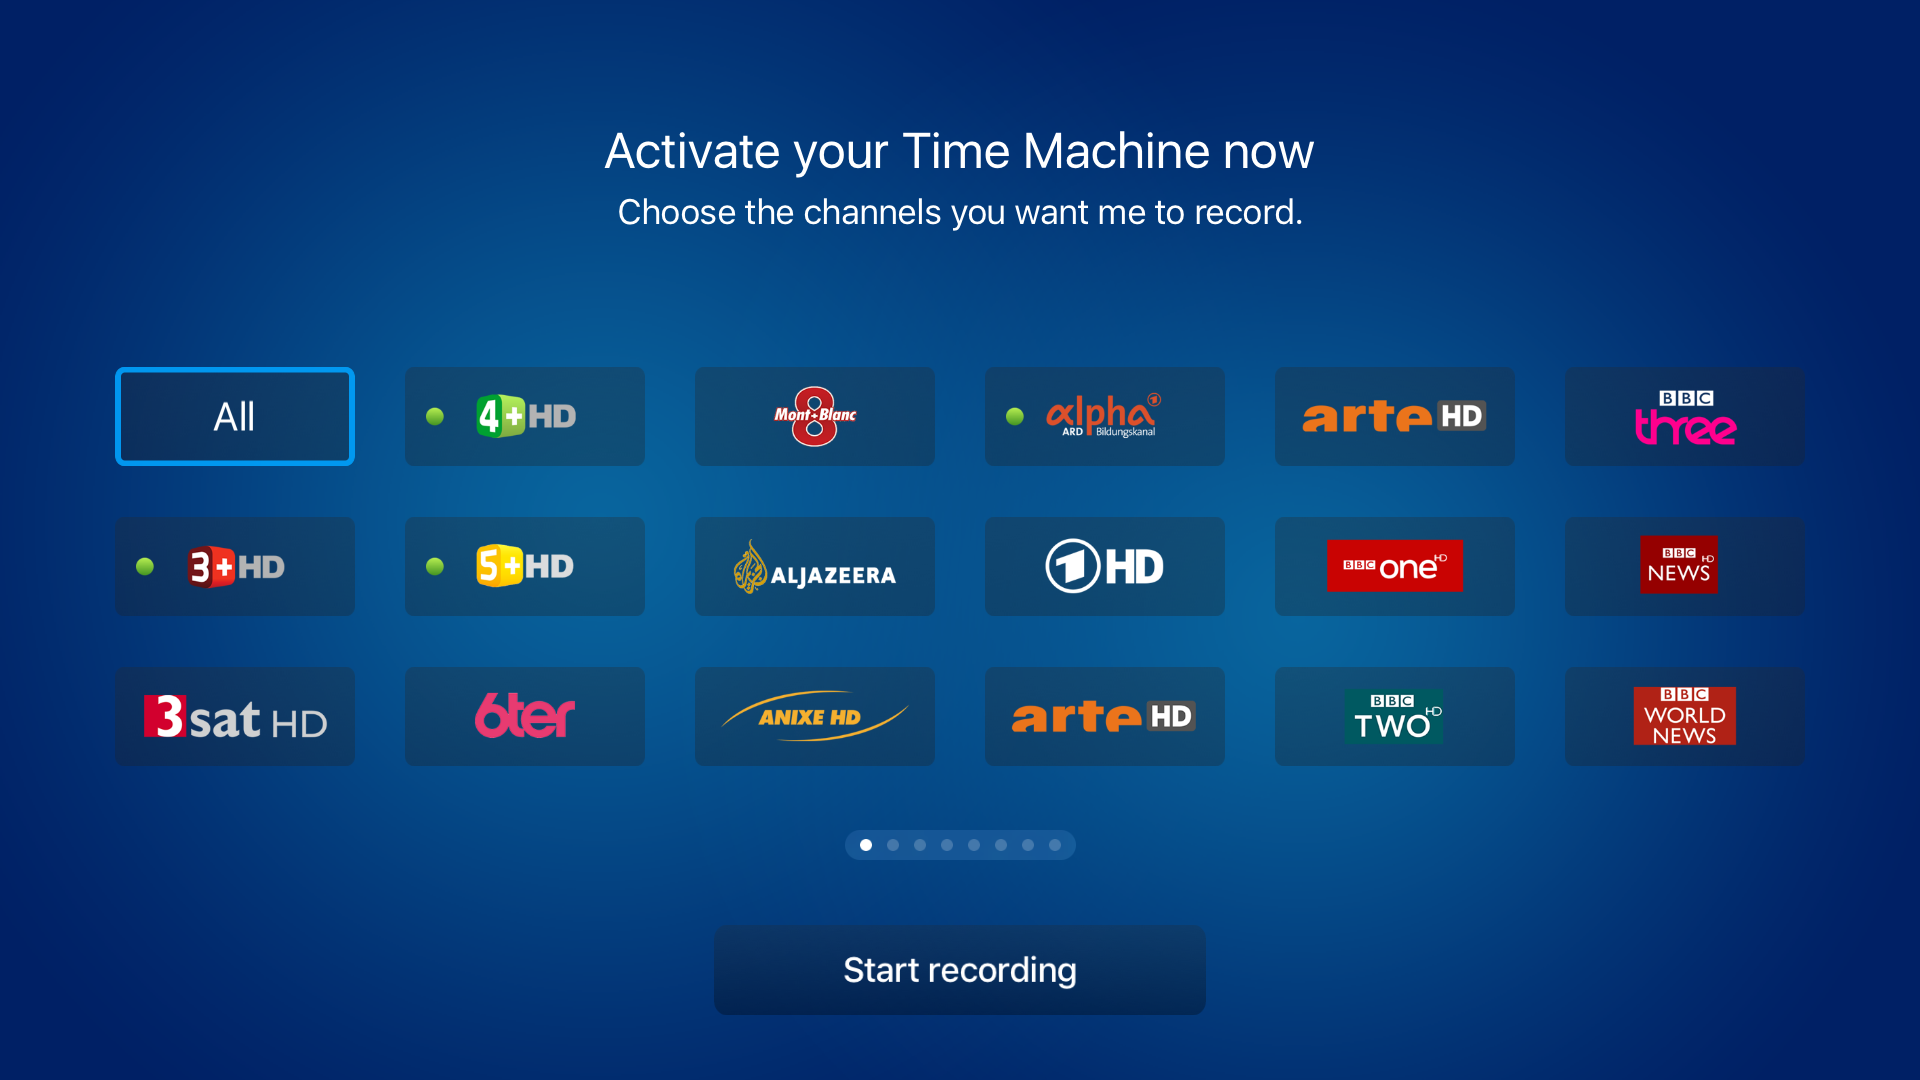 Activate your Time Machine now
Choose the channels you want me to record.
All
4+ HD
8 Mont-Blanc
alpha
ARD Bildungskanal
arte HD
BBC
three
3+ HD
5+ HD
ALJAZEERA
1 HD
BBC one HD
BBC HD
NEWS
3sat HD
6ter
ANIXE HD
arte HD
BBC
TWO HD
BBC
WORLD
NEWS
Start recording